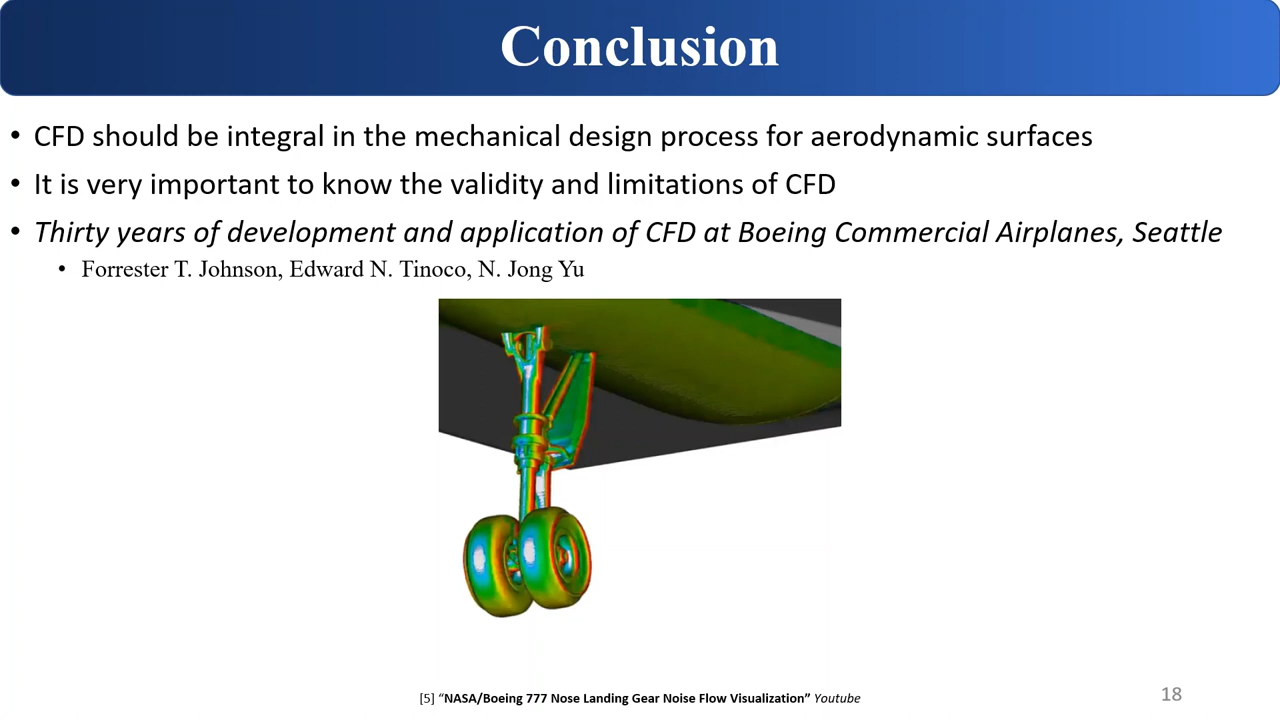 Conclusion
• CFD should be integral in the mechanical design process for aerodynamic surfaces
• It is very important to know the validity and limitations of CFD
• Thirty years of development and application of CFD at Boeing Commercial Airplanes, Seattle
• Forrester T. Johnson, Edward N. Tinoco, N. Jong Yu
[5] “NASA/Boeing 777 Nose Landing Gear Noise Flow Visualization” Youtube
18